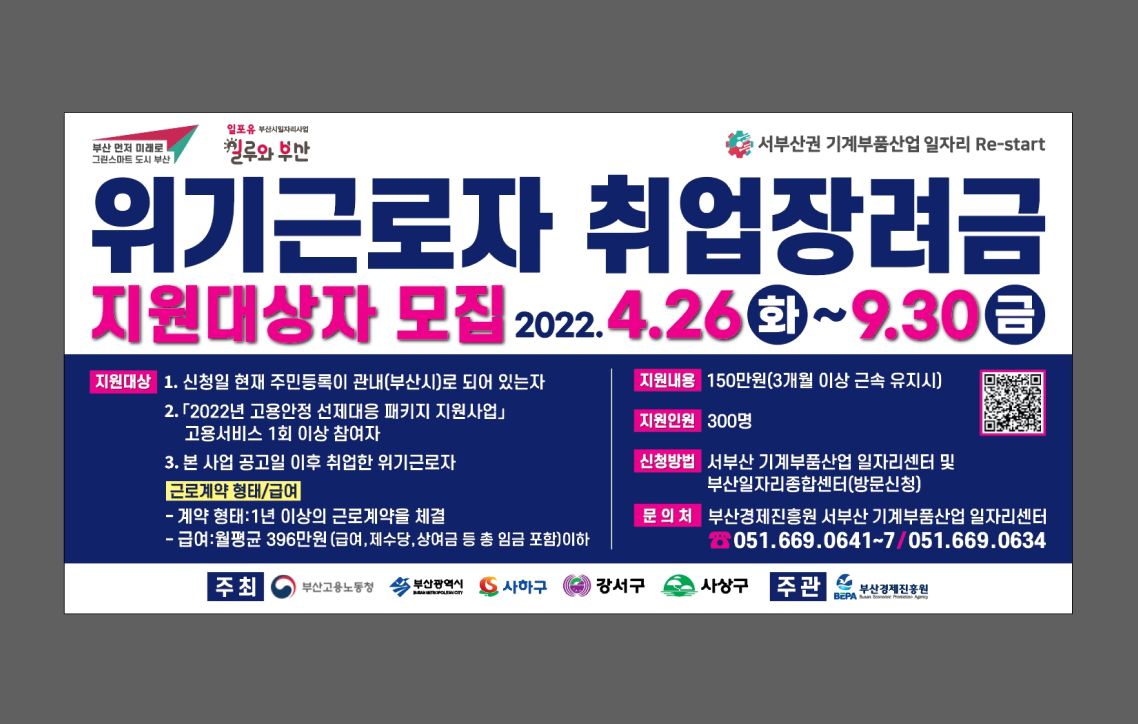 부산 먼저 미래로
그린스마트 도시 부산
일포유 부산시일자리사업
일루와 부산
서부산권 기계부품산업 일자리 Re-start
위기근로자 취업장려금
지원대상자 모집 2022. 4.26 화 ~ 9.30 금
지원대상 1. 신청일 현재 주민등록이 관내(부산시)로 되어 있는자
2. 「2022년 고용안정 선제대응 패키지 지원사업」
고용서비스 1회 이상 참여자
3. 본 사업 공고일 이후 취업한 위기근로자
근로계약 형태/급여
- 계약 형태:1년 이상의 근로계약을 체결
- 급여:월평균 396만원 (급여,제수당,상여금 등 총 임금 포함)이하
지원내용 150만원(3개월 이상 근속 유지시)
지원인원 300명
신청방법 서부산 기계부품산업 일자리센터 및
부산일자리종합센터(방문신청)
문의처 부산경제진흥원 서부산 기계부품산업 일자리센터
☎051.669.0641~7/051.669.0634
주최 부산고용노동청 부산광역시 사하구 강서구 사상구 주관 부산경제진흥원
BUSAN METROPOLITAN CITY
BEPA Busan Economic Promotion Agency